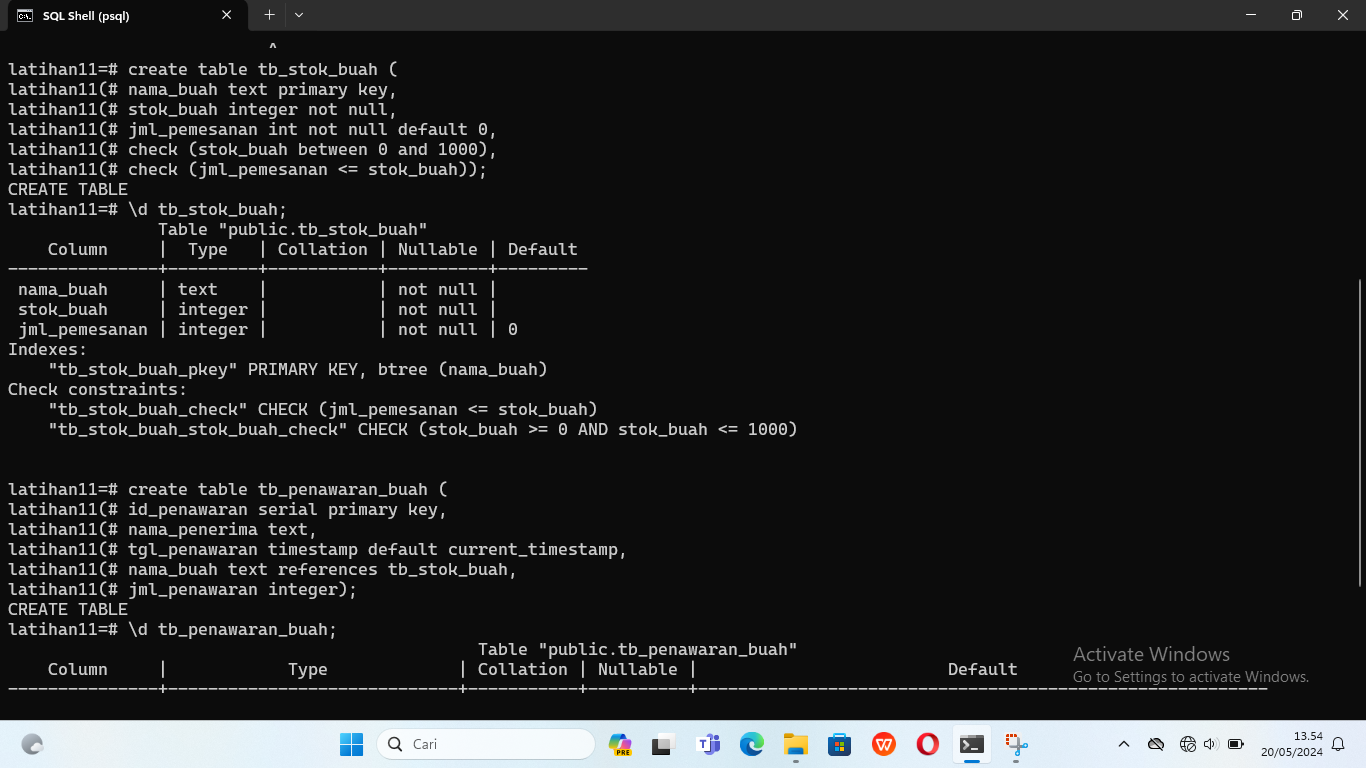 SQL Shell (psql)
^
latihan11=# create table tb_stok_buah (
latihan11(# nama_buah text primary key,
latihan11(# stok_buah integer not null,
latihan11(# jml_pemesanan int not null default 0,
latihan11(# check (stok_buah between 0 and 1000),
latihan11(# check (jml_pemesanan <= stok_buah));
CREATE TABLE
latihan11=# \d tb_stok_buah;
Table "public.tb_stok_buah"
Column | Type | Collation | Nullable | Default
---------------+---------+-----------+----------+---------
nama_buah | text | | not null |
stok_buah | integer | | not null |
jml_pemesanan | integer | | not null | 0
Indexes:
"tb_stok_buah_pkey" PRIMARY KEY, btree (nama_buah)
Check constraints:
"tb_stok_buah_check" CHECK (jml_pemesanan <= stok_buah)
"tb_stok_buah_stok_buah_check" CHECK (stok_buah >= 0 AND stok_buah <= 1000)
latihan11=# create table tb_penawaran_buah (
latihan11(# id_penawaran serial primary key,
latihan11(# nama_penerima text,
latihan11(# tgl_penawaran timestamp default current_timestamp,
latihan11(# nama_buah text references tb_stok_buah,
latihan11(# jml_penawaran integer);
CREATE TABLE
latihan11=# \d tb_penawaran_buah;
Table "public.tb_penawaran_buah"
Column | Type | Collation | Nullable | Default
---------------+-----------------------------+-----------+----------+---------------------------------------------------------
Activate Windows
Go to Settings to activate Windows.
Cari
PRE
13.54
20/05/2024